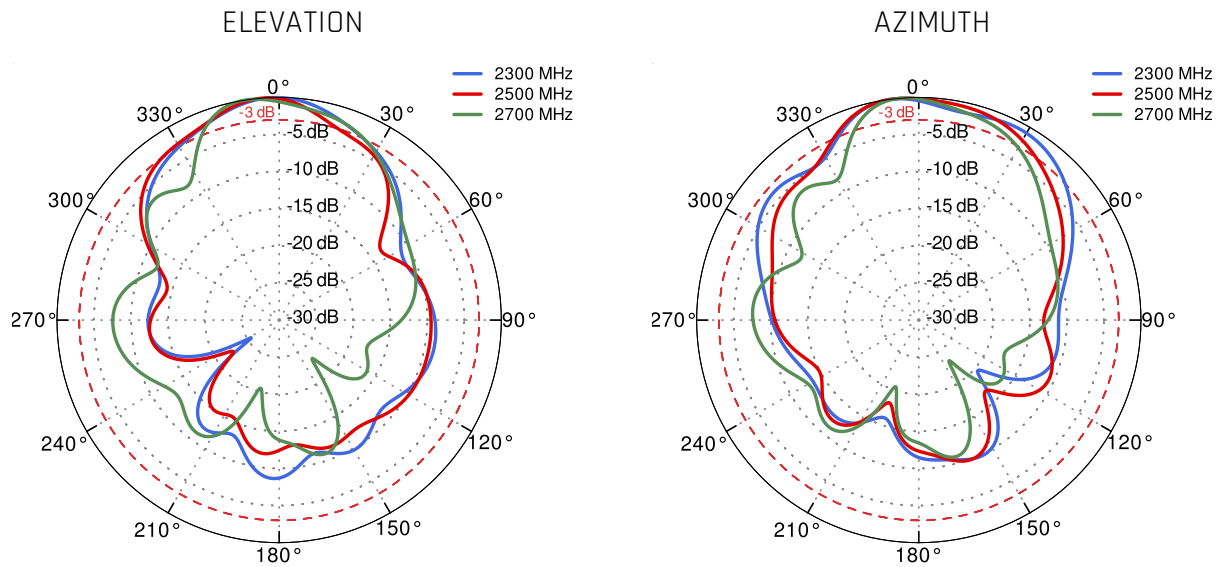 ELEVATION
2300 MHz
2500 MHz
2700 MHz
0°
30°
60°
90°
120°
150°
180°
210°
240°
270°
300°
330°
-3 dB
-5 dB
-10 dB
-15 dB
-20 dB
-25 dB
-30 dB
AZIMUTH
2300 MHz
2500 MHz
2700 MHz
0°
30°
60°
90°
120°
150°
180°
210°
240°
270°
300°
330°
-3 dB
-5 dB
-10 dB
-15 dB
-20 dB
-25 dB
-30 dB